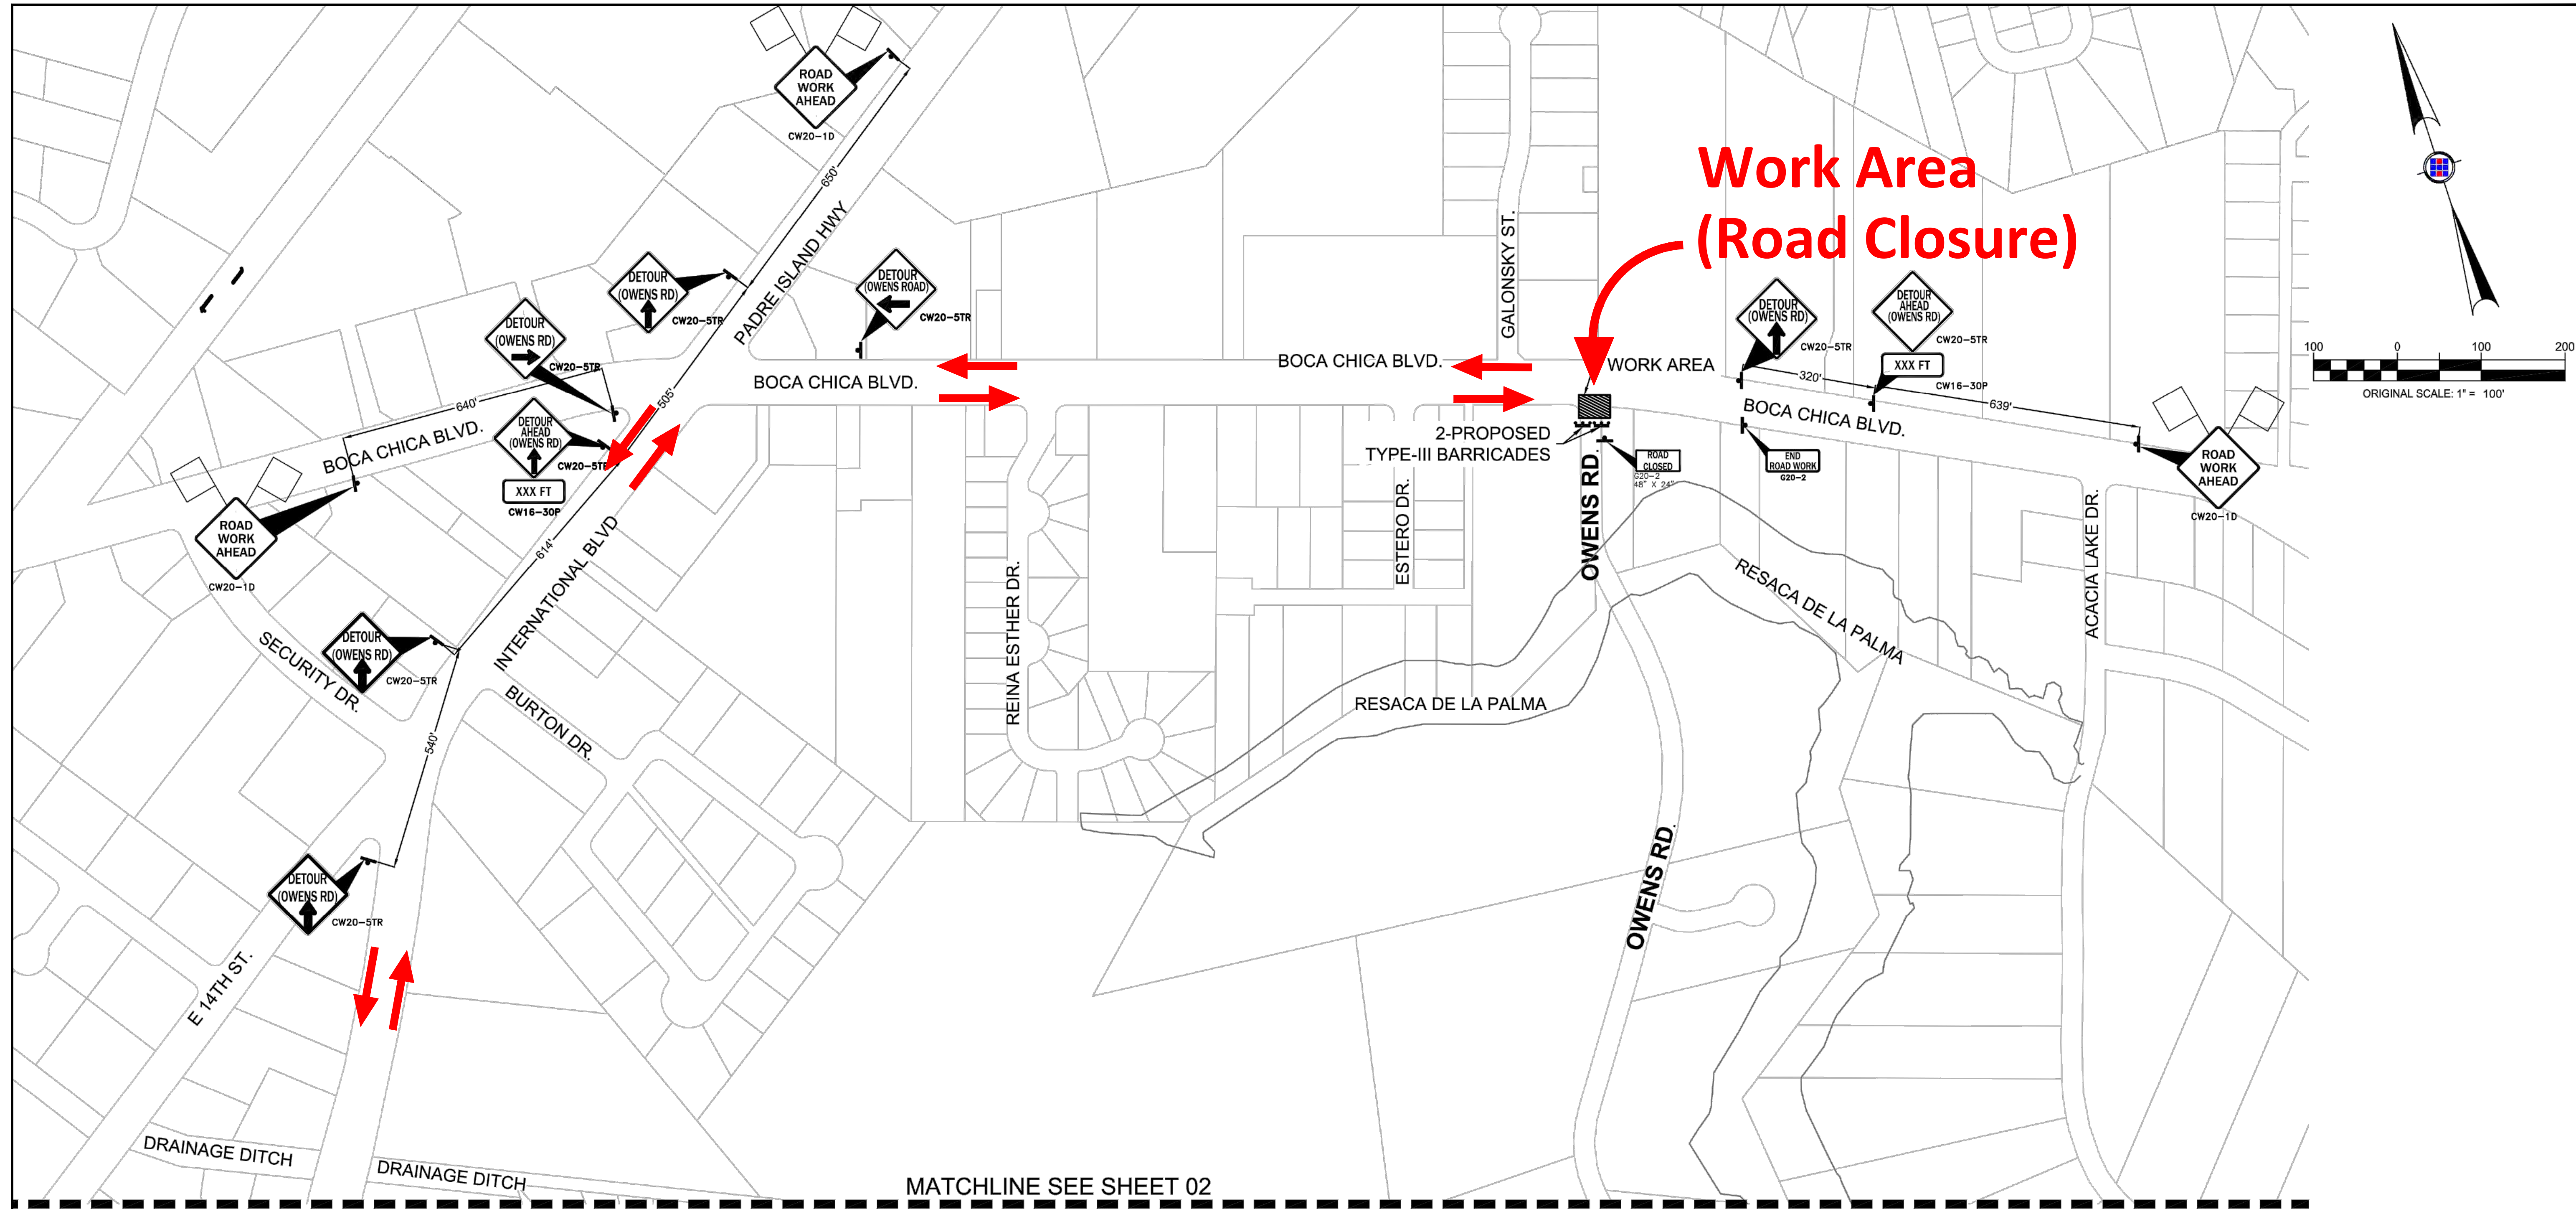 ROAD
WORK
AHEAD
CW20-1D
650'
PADRE ISLAND HWY
DETOUR
(OWENS RD)
CW20-5TR
DETOUR
(OWENS ROAD)
CW20-5TR
DETOUR
(OWENS RD)
CW20-5TR
GALONSKY ST.
Work Area
(Road Closure)
DETOUR
(OWENS RD)
CW20-5TR
DETOUR
AHEAD
(OWENS RD)
CW20-5TR
XXX FT
CW16-30P
100 0 100 200
ORIGINAL SCALE: 1" = 100'
BOCA CHICA BLVD.
BOCA CHICA BLVD.
WORK AREA
320'
639'
BOCA CHICA BLVD.
505'
640'
BOCA CHICA BLVD.
DETOUR
AHEAD
(OWENS RD)
CW20-5TR
XXX FT
CW16-30P
2-PROPOSED
TYPE-III BARRICADES
ROAD
CLOSED
G20-2
48" X 24"
END
ROAD WORK
G20-2
ROAD
WORK
AHEAD
CW20-1D
ROAD
WORK
AHEAD
CW20-1D
614'
INTERNATIONAL BLVD
OWENS RD.
ESTERO DR.
REINA ESTHER DR.
ACACIA LAKE DR.
RESACA DE LA PALMA
RESACA DE LA PALMA
SECURITY DR.
DETOUR
(OWENS RD)
CW20-5TR
BURTON DR.
540'
DETOUR
(OWENS RD)
CW20-5TR
E 14TH ST.
OWENS RD.
DRAINAGE DITCH
DRAINAGE DITCH
MATCHLINE SEE SHEET 02